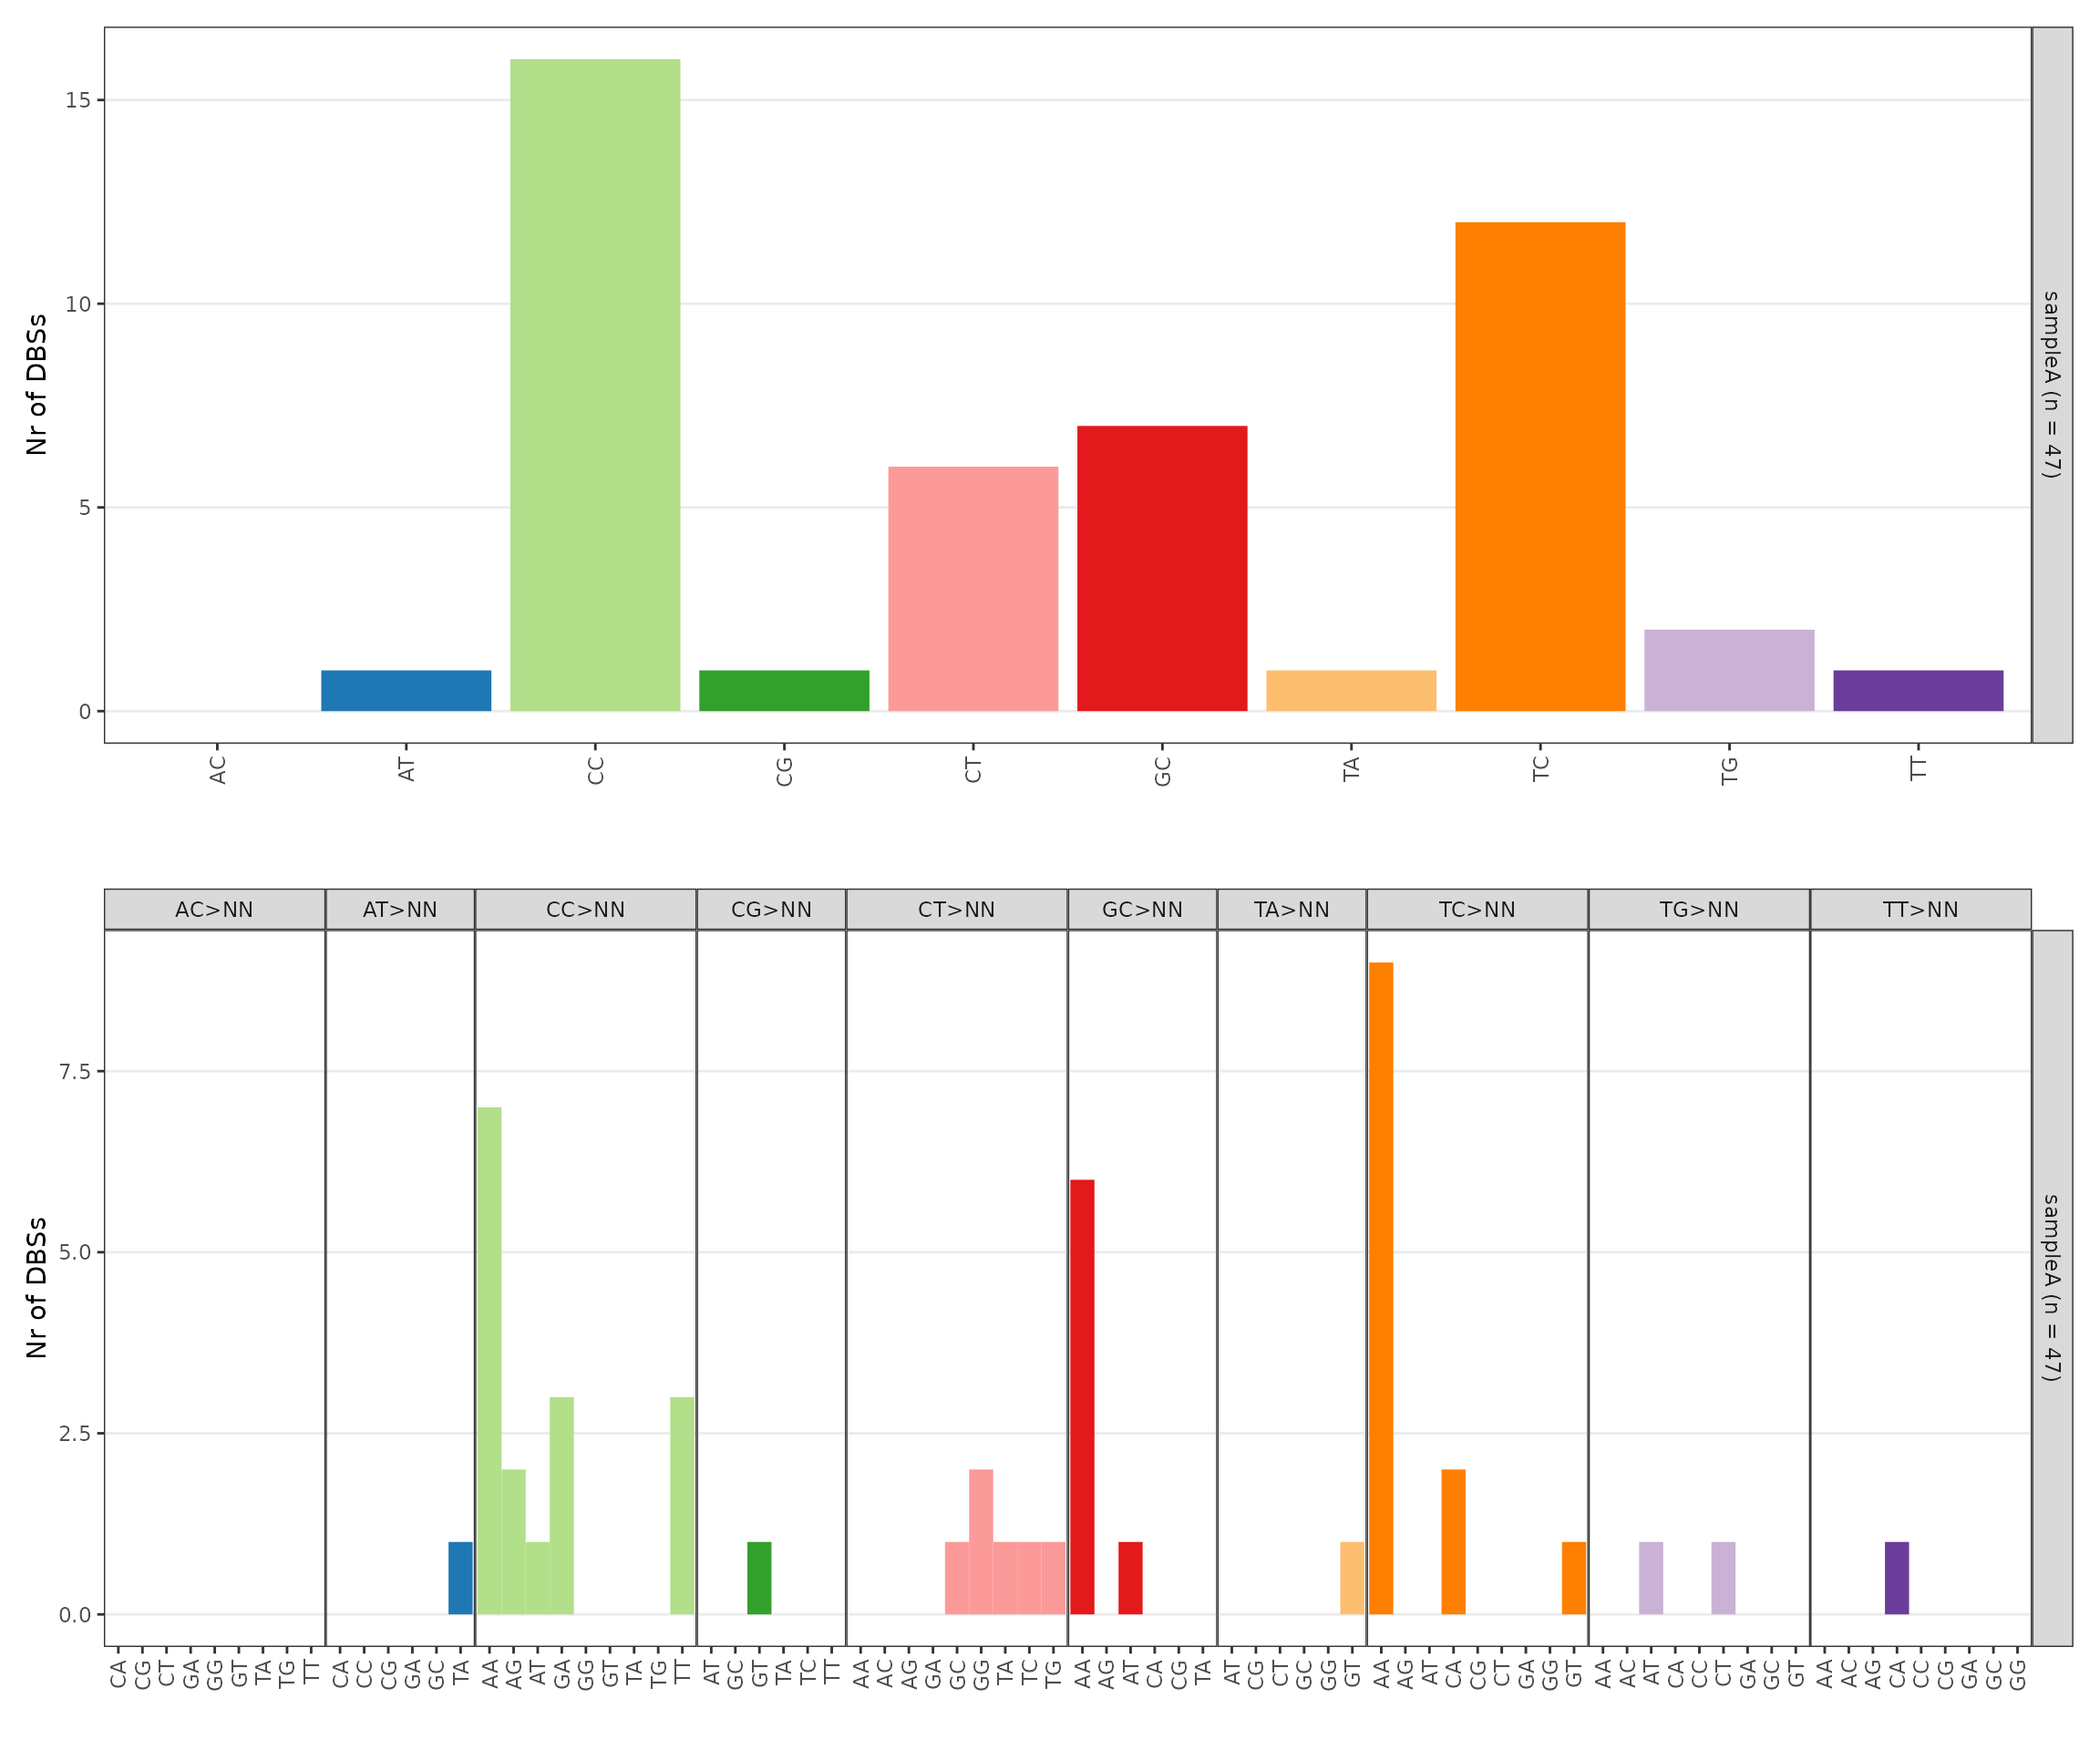 Nr of DBSs
15
10
5
0
AC AT CC CG CT GC TA TC TG TT
sampleA (n = 47)
AC>NN AT>NN CC>NN CG>NN CT>NN GC>NN TA>NN TC>NN TG>NN TT>NN
Nr of DBSs
7.5
5.0
2.5
0.0
CA CG CT GA GG GT TA TG TT CA CC CG GA GC TA AA AG AT GA GG GT TA TG TT AT GC GT TA TC TT AA AC AG GA GC GG TA TC TG AA AG AT CA CG TA AT CG CT GC GG GT AA AG AT CA CG CT GA GG GT AA AC AT CA CC CT GA GC GT AA AC AG CA CC CG GA GC GG
sampleA (n = 47)